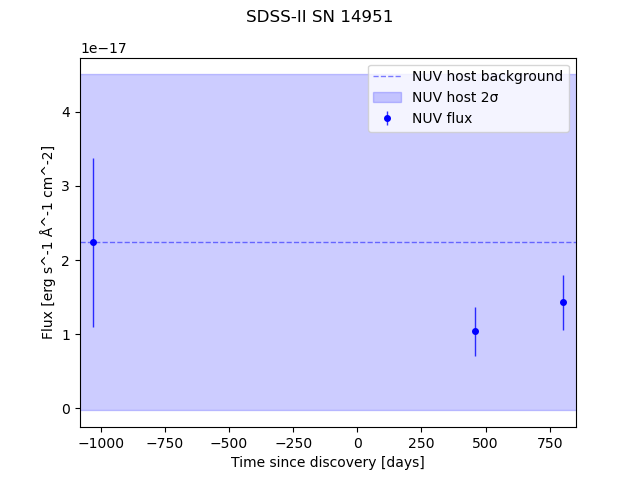 SDSS-II SN 14951
1e−17
NUV host background
NUV host 2σ
NUV flux
4
3
2
1
0
Flux [erg s^-1 Å^-1 cm^-2]
−1000 −750 −500 −250 0 250 500 750
Time since discovery [days]